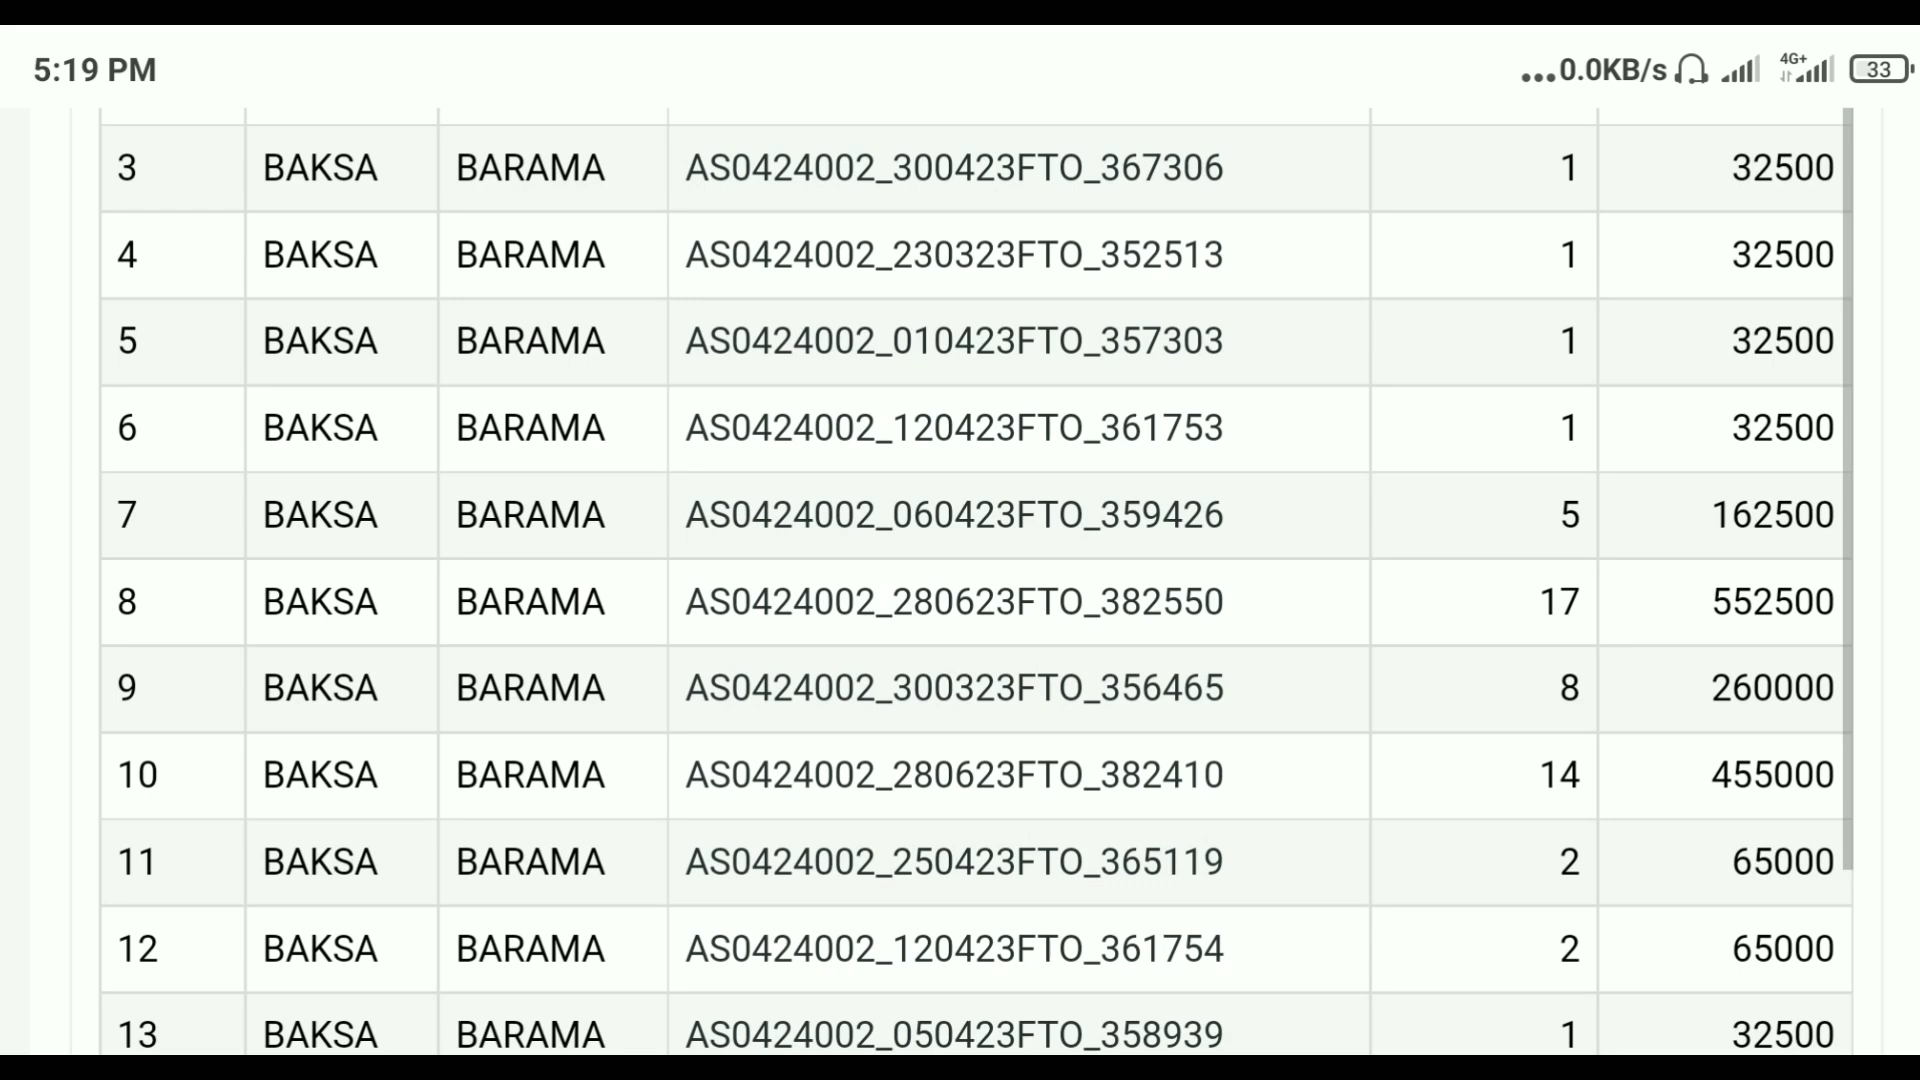 5:19 PM ...0.0KB/s 4G+ 33
3 BAKSA BARAMA AS0424002_300423FTO_367306 1 32500
4 BAKSA BARAMA AS0424002_230323FTO_352513 1 32500
5 BAKSA BARAMA AS0424002_010423FTO_357303 1 32500
6 BAKSA BARAMA AS0424002_120423FTO_361753 1 32500
7 BAKSA BARAMA AS0424002_060423FTO_359426 5 162500
8 BAKSA BARAMA AS0424002_280623FTO_382550 17 552500
9 BAKSA BARAMA AS0424002_300323FTO_356465 8 260000
10 BAKSA BARAMA AS0424002_280623FTO_382410 14 455000
11 BAKSA BARAMA AS0424002_250423FTO_365119 2 65000
12 BAKSA BARAMA AS0424002_120423FTO_361754 2 65000
13 BAKSA BARAMA AS0424002_050423FTO_358939 1 32500